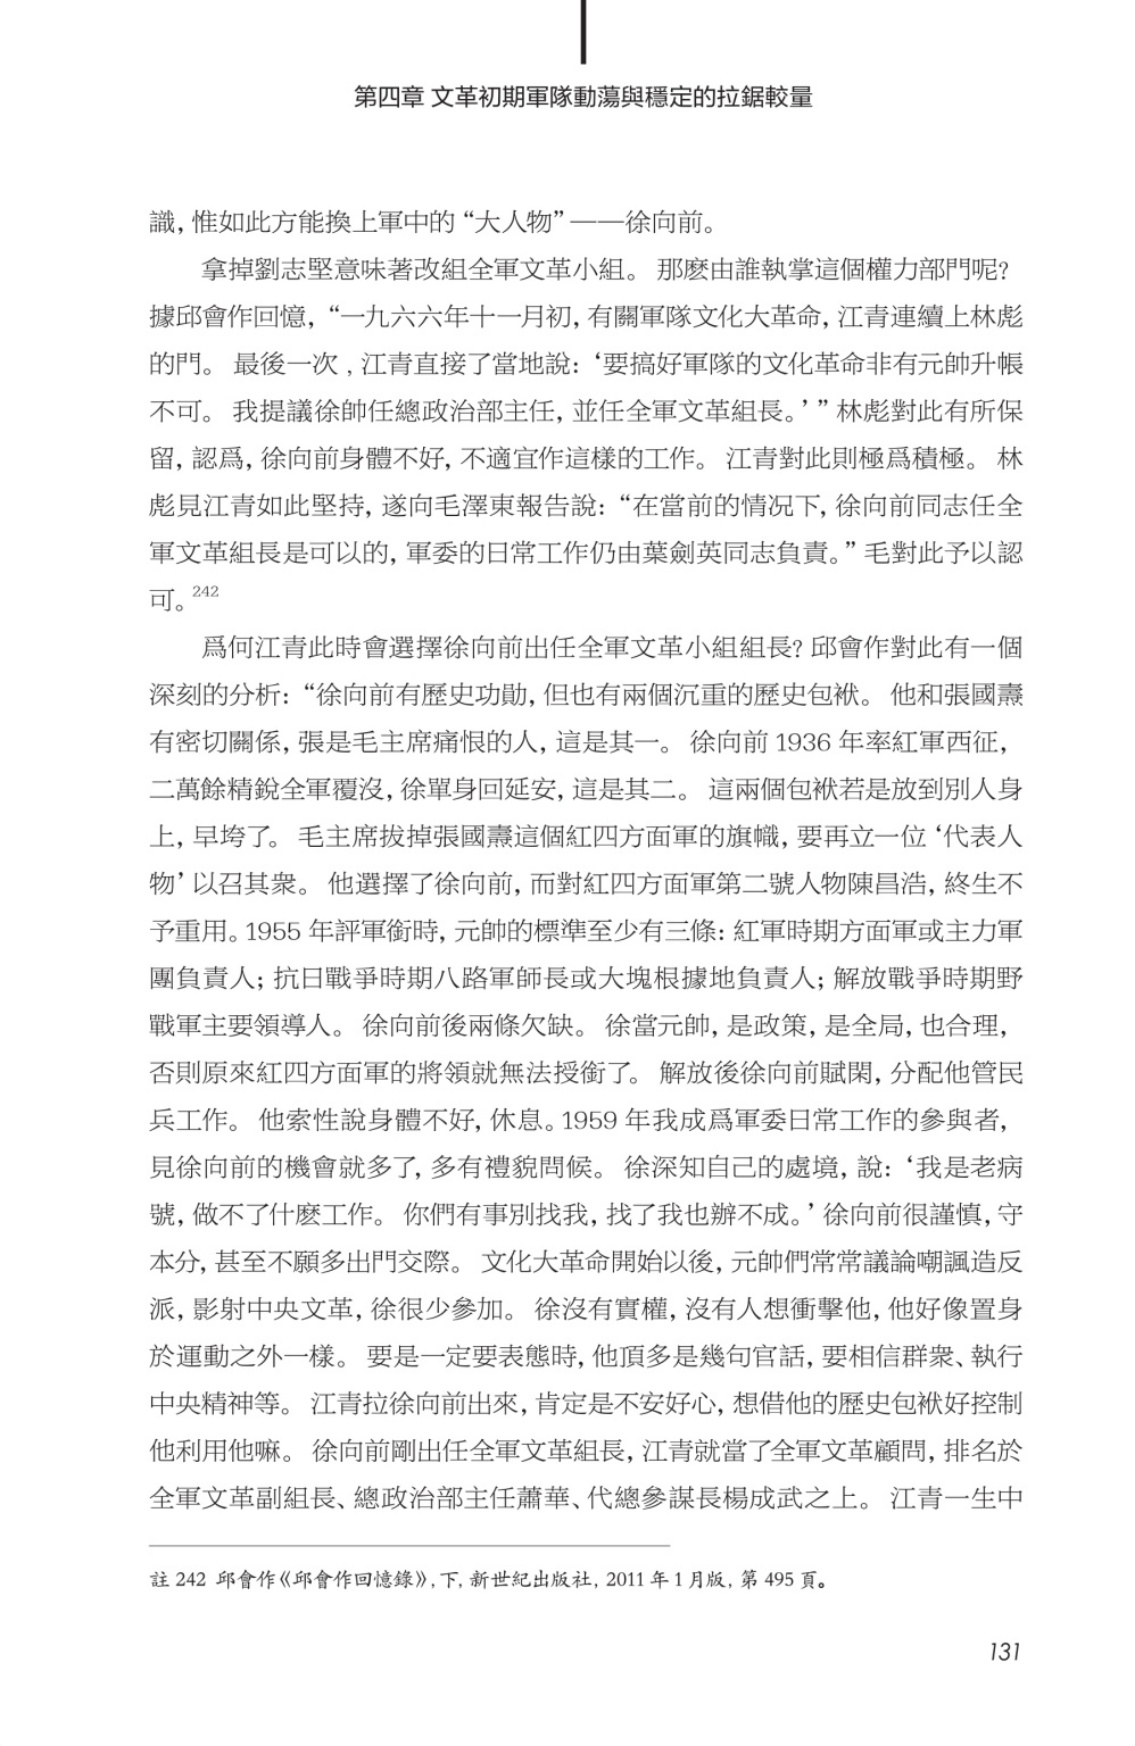 第四章 文革初期軍隊動蕩與穩定的拉鋸較量
識，惟如此方能換上軍中的“大人物”——徐向前。
拿掉劉志堅意味著改組全軍文革小組。 那麼由誰執掌這個權力部門呢？
據邱會作回憶，“一九六六年十一月初，有關軍隊文化大革命，江青連續上林彪
的門。 最後一次，江青直接了當地說：‘要搞好軍隊的文化革命非有元帥升帳
不可。 我提議徐帥任總政治部主任，並任全軍文革組長。’”林彪對此有所保
留，認爲，徐向前身體不好，不適宜作這樣的工作。 江青對此則極爲積極。 林
彪見江青如此堅持，遂向毛澤東報告說：“在當前的情況下，徐向前同志任全
軍文革組長是可以的，軍委的日常工作仍由葉劍英同志負責。”毛對此予以認
可。242
爲何江青此時會選擇徐向前出任全軍文革小組組長？邱會作對此有一個
深刻的分析：“徐向前有歷史功勛，但也有兩個沉重的歷史包袱。 他和張國燾
有密切關係，張是毛主席痛恨的人，這是其一。 徐向前 1936 年率紅軍西征，
二萬餘精銳全軍覆沒，徐單身回延安，這是其二。 這兩個包袱若是放到別人身
上，早垮了。 毛主席拔掉張國燾這個紅四方面軍的旗幟，要再立一位‘代表人
物’以召其衆。 他選擇了徐向前，而對紅四方面軍第二號人物陳昌浩，終生不
予重用。1955 年評軍銜時，元帥的標準至少有三條：紅軍時期方面軍或主力軍
團負責人；抗日戰爭時期八路軍師長或大塊根據地負責人；解放戰爭時期野
戰軍主要領導人。 徐向前後兩條欠缺。 徐當元帥，是政策，是全局，也合理，
否則原來紅四方面軍的將領就無法授銜了。 解放後徐向前賦閑，分配他管民
兵工作。 他索性說身體不好，休息。1959 年我成爲軍委日常工作的參與者，
見徐向前的機會就多了，多有禮貌問候。 徐深知自己的處境，說：‘我是老病
號，做不了什麽工作。 你們有事別找我，找了我也辦不成。’徐向前很謹慎，守
本分，甚至不願多出門交際。 文化大革命開始以後，元帥們常常議論嘲諷造反
派，影射中央文革，徐很少參加。 徐沒有實權，沒有人想衝擊他，他好像置身
於運動之外一樣。 要是一定要表態時，他頂多是幾句官話，要相信群衆、執行
中央精神等。 江青拉徐向前出來，肯定是不安好心，想借他的歷史包袱好控制
他利用他嘛。 徐向前剛出任全軍文革組長，江青就當了全軍文革顧問，排名於
全軍文革副組長、總政治部主任蕭華、代總參謀長楊成武之上。 江青一生中
註 242 邱會作《邱會作回憶錄》，下，新世紀出版社，2011 年 1 月版，第 495 頁。
131